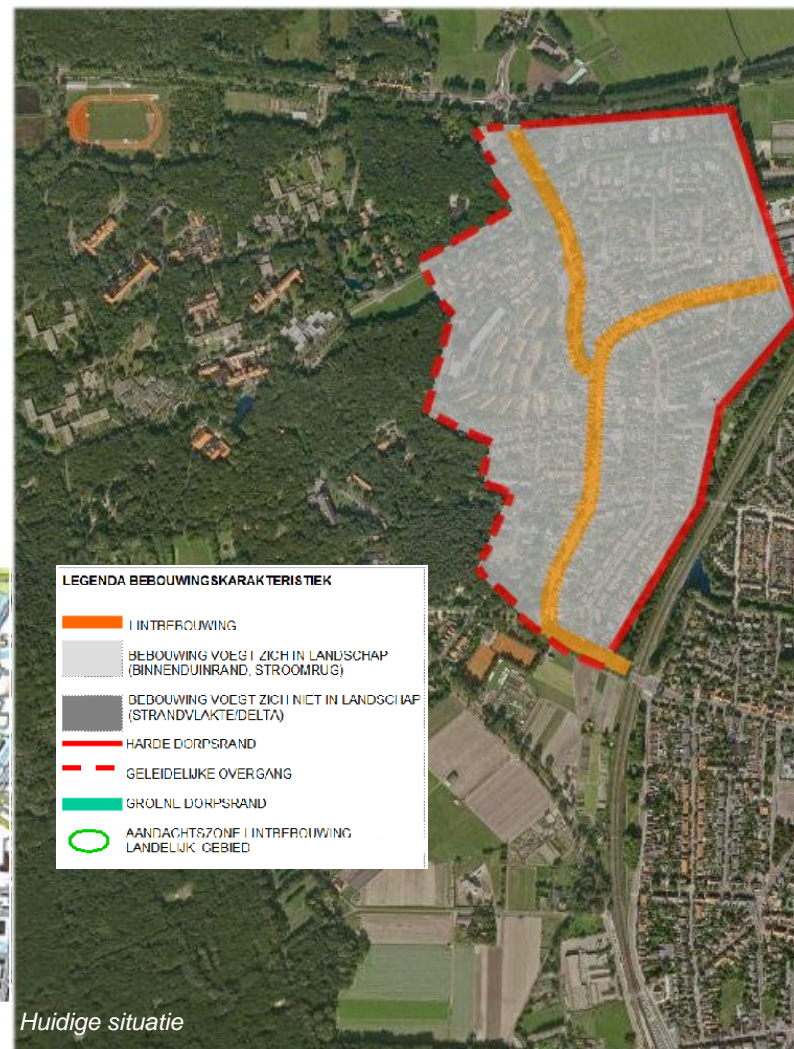 LEGENDA BEBOUWINGSKARAKTERISTIEK
LINTBEBOUWING
BEBOUWING VOEGT ZICH IN LANDSCHAP
(BINNENDUINRAND, STROOMRUG)
BEBOUWING VOEGT ZICH NIET IN LANDSCHAP
(STRANDVLAKTE/DELTA)
HARDE DORPSRAND
GELEIDELIJKE OVERGANG
GROENE DORPSRAND
AANDACHTSZONE LINTBEBOUWING
LANDELIJK GEBIED
Huidige situatie